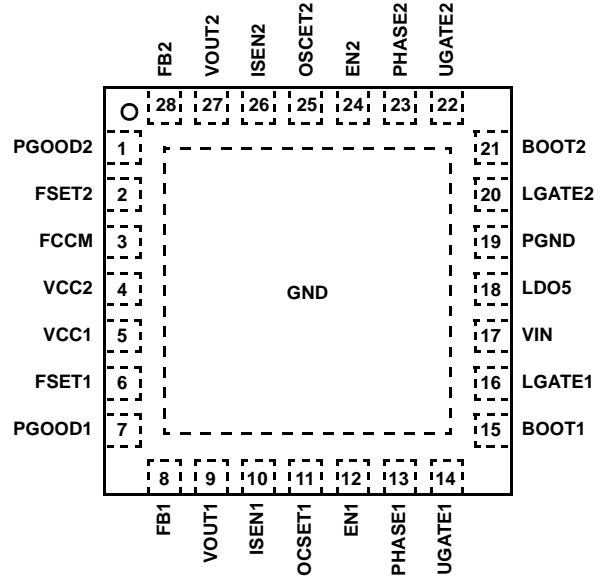 FB2
VOUT2
ISEN2
OSCET2
EN2
PHASE2
UGATE2
28
27
26
25
24
23
22
PGOOD2 1
FSET2 2
FCCM 3
VCC2 4
VCC1 5
FSET1 6
PGOOD1 7
GND
21 BOOT2
20 LGATE2
19 PGND
18 LDO5
17 VIN
16 LGATE1
15 BOOT1
8
9
10
11
12
13
14
FB1
VOUT1
ISEN1
OCSET1
EN1
PHASE1
UGATE1